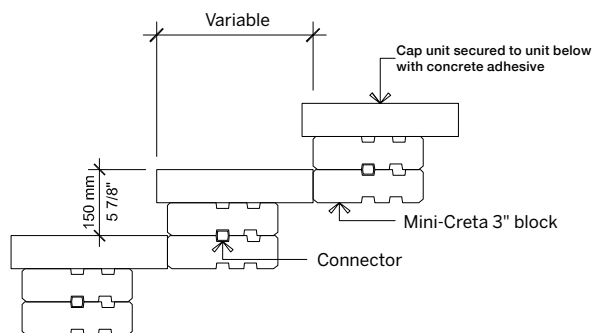 Variable
Cap unit secured to unit below
with concrete adhesive
150 mm
5 7/8"
Mini-Creta 3" block
Connector